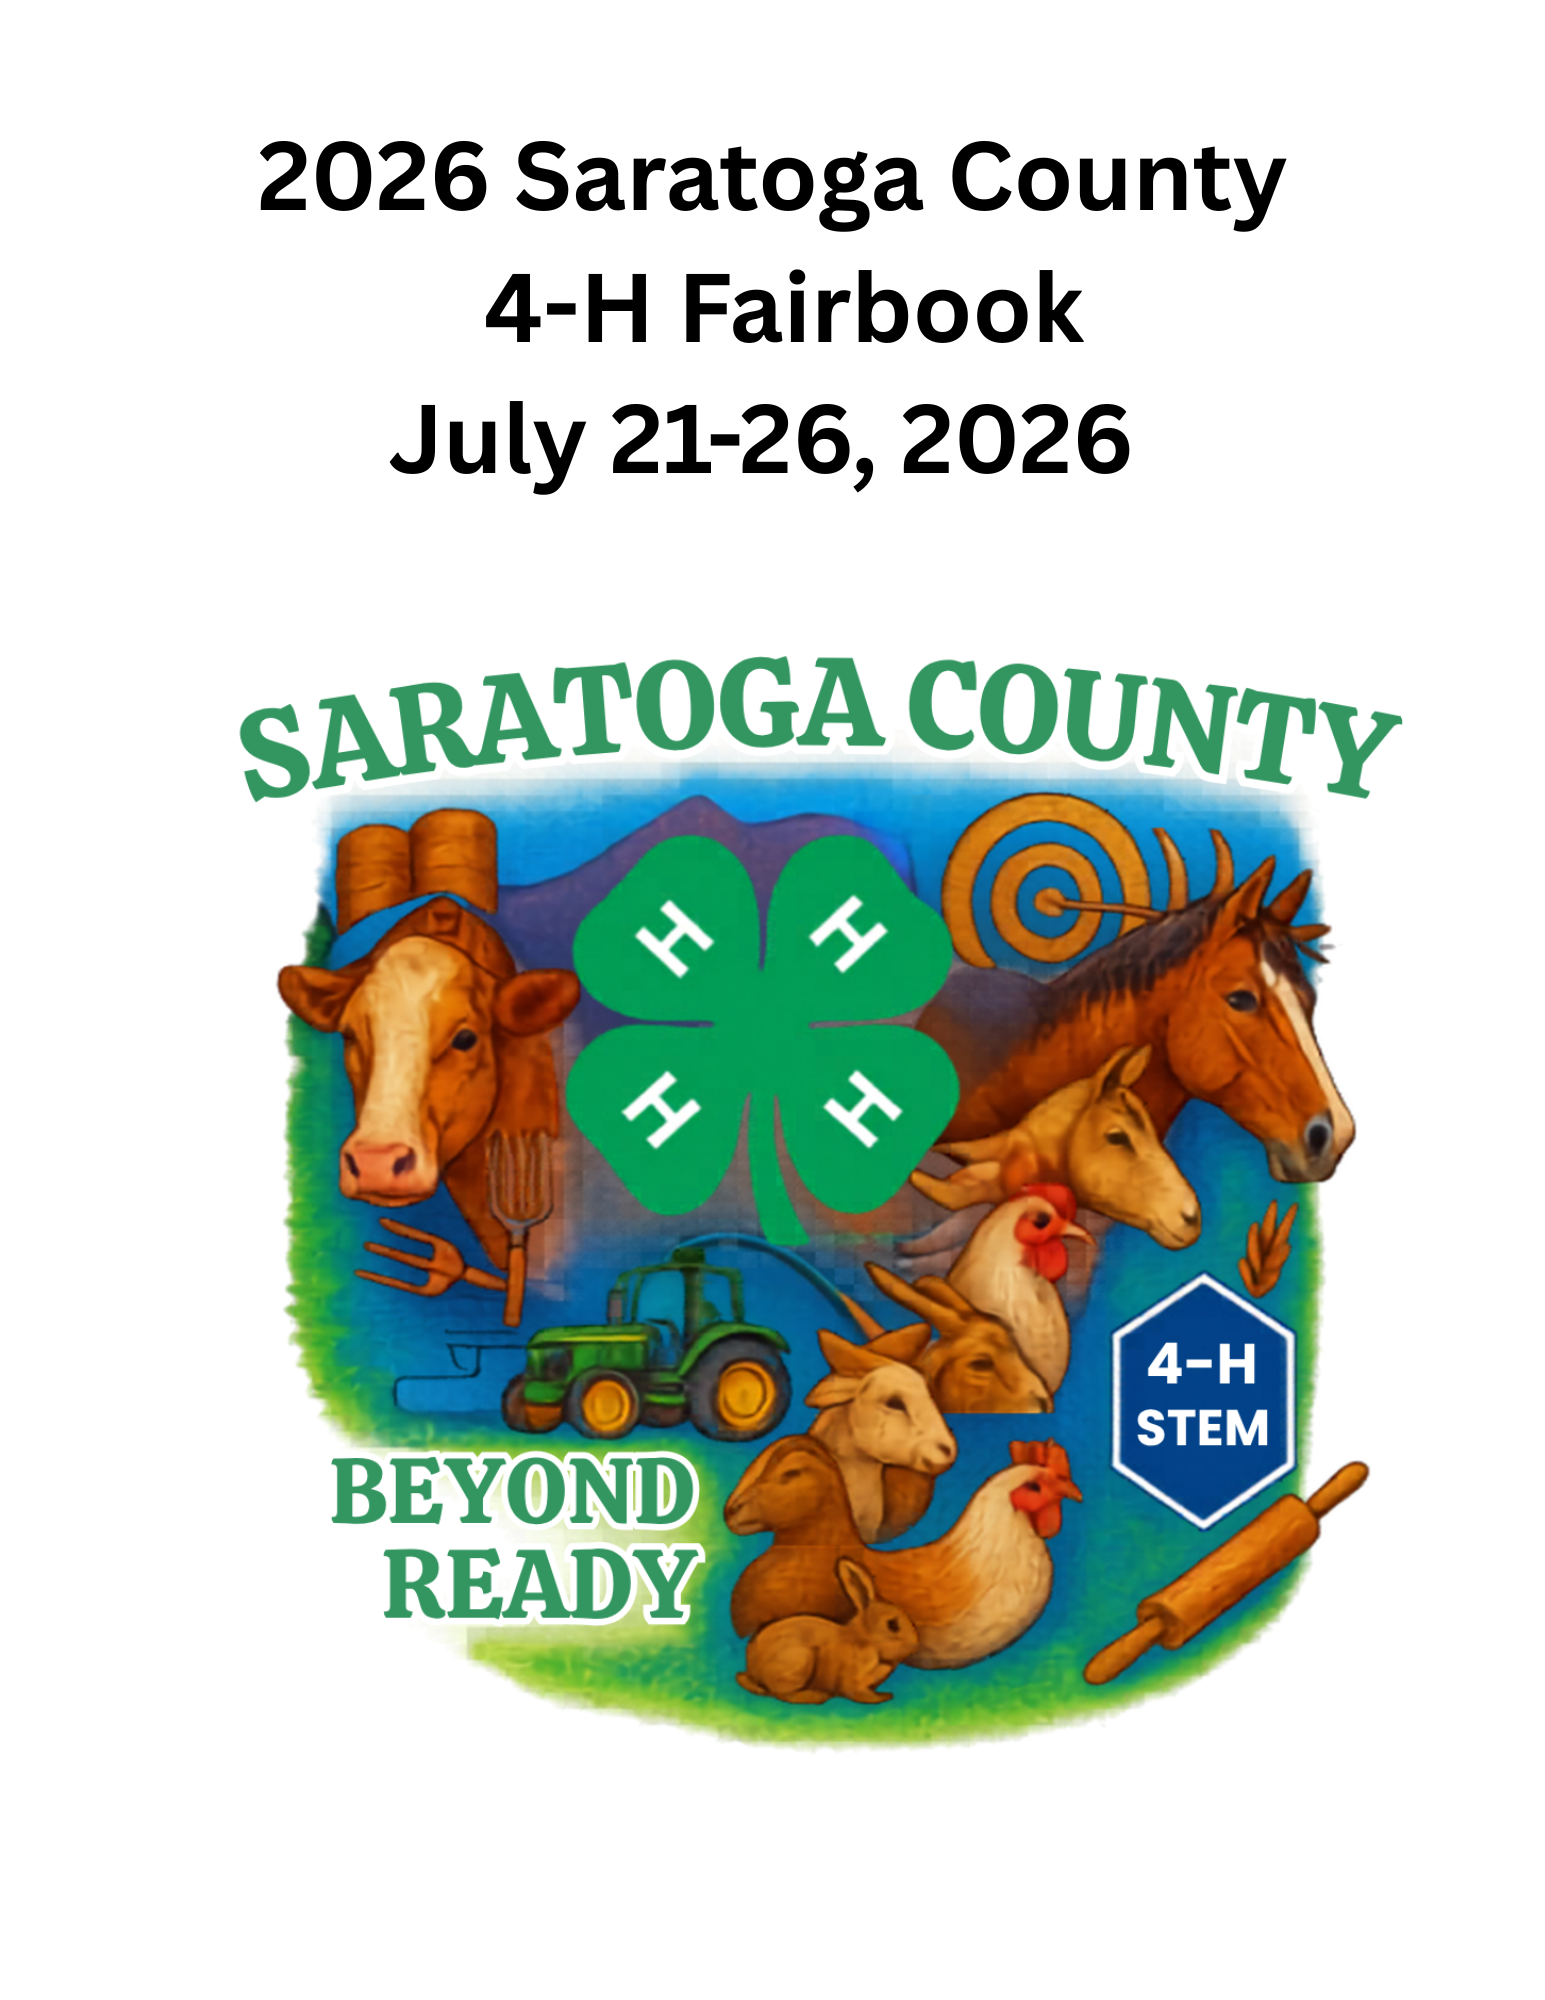 2026 Saratoga County
4-H Fairbook
July 21-26, 2026
SARATOGA COUNTY
H H
H H
4-H
STEM
BEYOND
READY